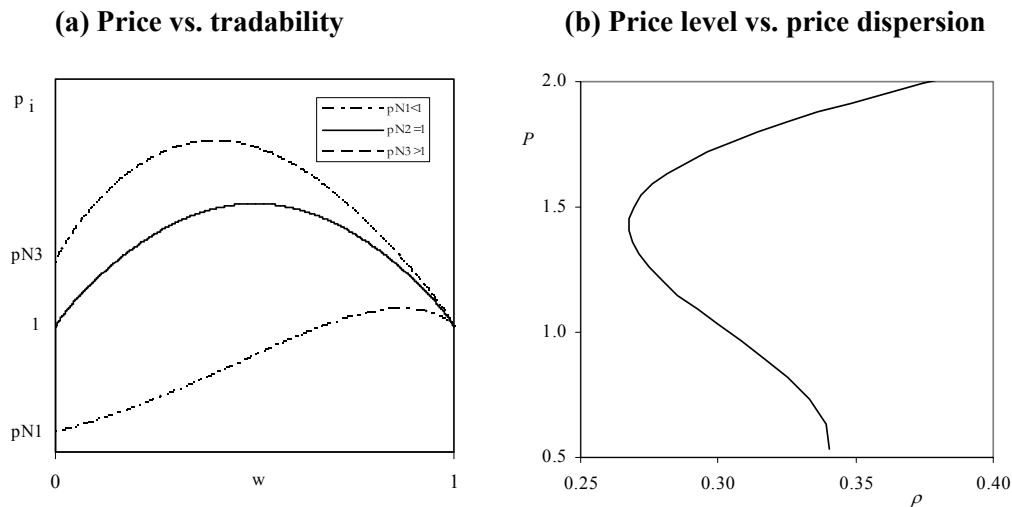 (a) Price vs. tradability
p i
pN1<1
pN2=1
pN3>1
pN3
1
pN1
0
w
1
(b) Price level vs. price dispersion
2.0
P
1.5
1.0
0.5
0.25
0.30
0.35
0.40
ρ